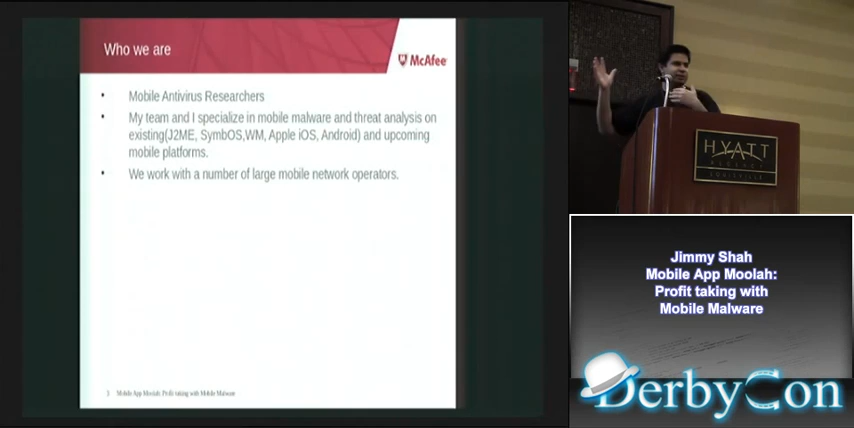 Who we are
McAfee
• Mobile Antivirus Researchers
• My team and I specialize in mobile malware and threat analysis on
existing(J2ME, SymbOS,WM, Apple iOS, Android) and upcoming
mobile platforms.
• We work with a number of large mobile network operators.
Mobile App Moolah: Profit taking with Mobile Malware
HYATT
REGENCY
LOUISVILLE
Jimmy Shah
Mobile App Moolah:
Profit taking with
Mobile Malware
DerbyCon